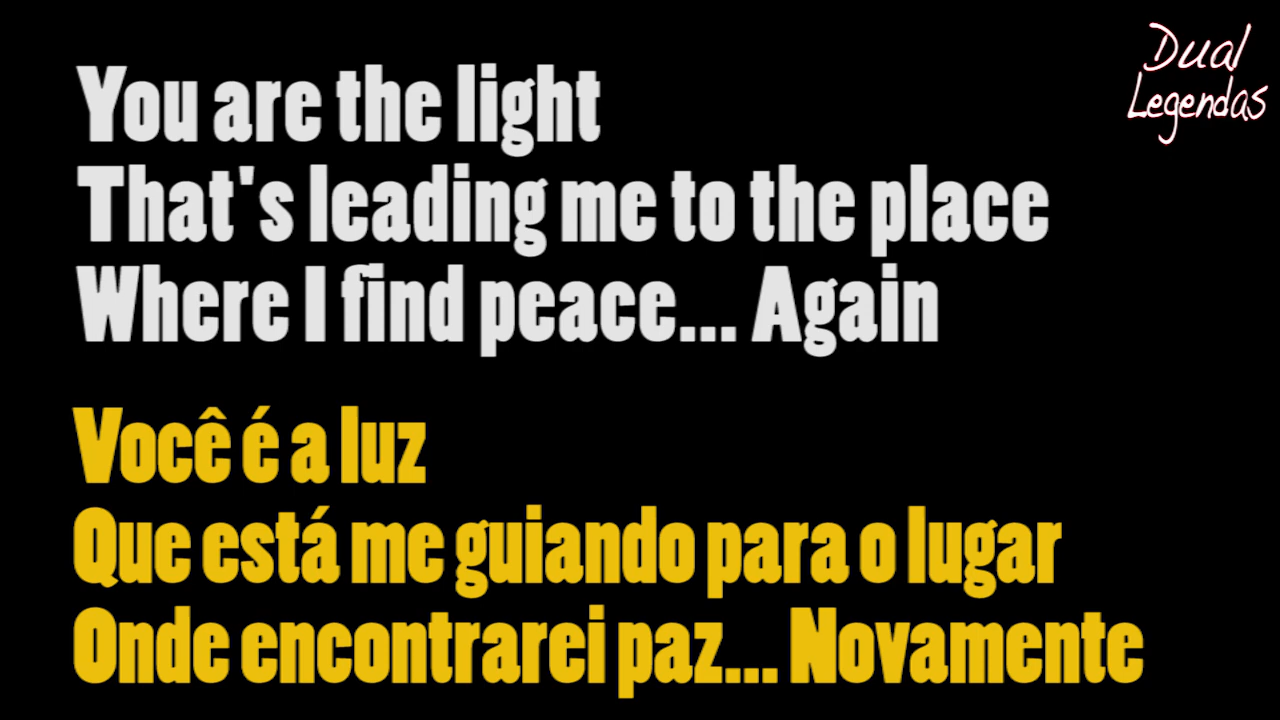 You are the light
That's leading me to the place
Where I find peace... Again
Você é a luz
Que está me guiando para o lugar
Onde encontrarei paz... Novamente
Dual
Legendas